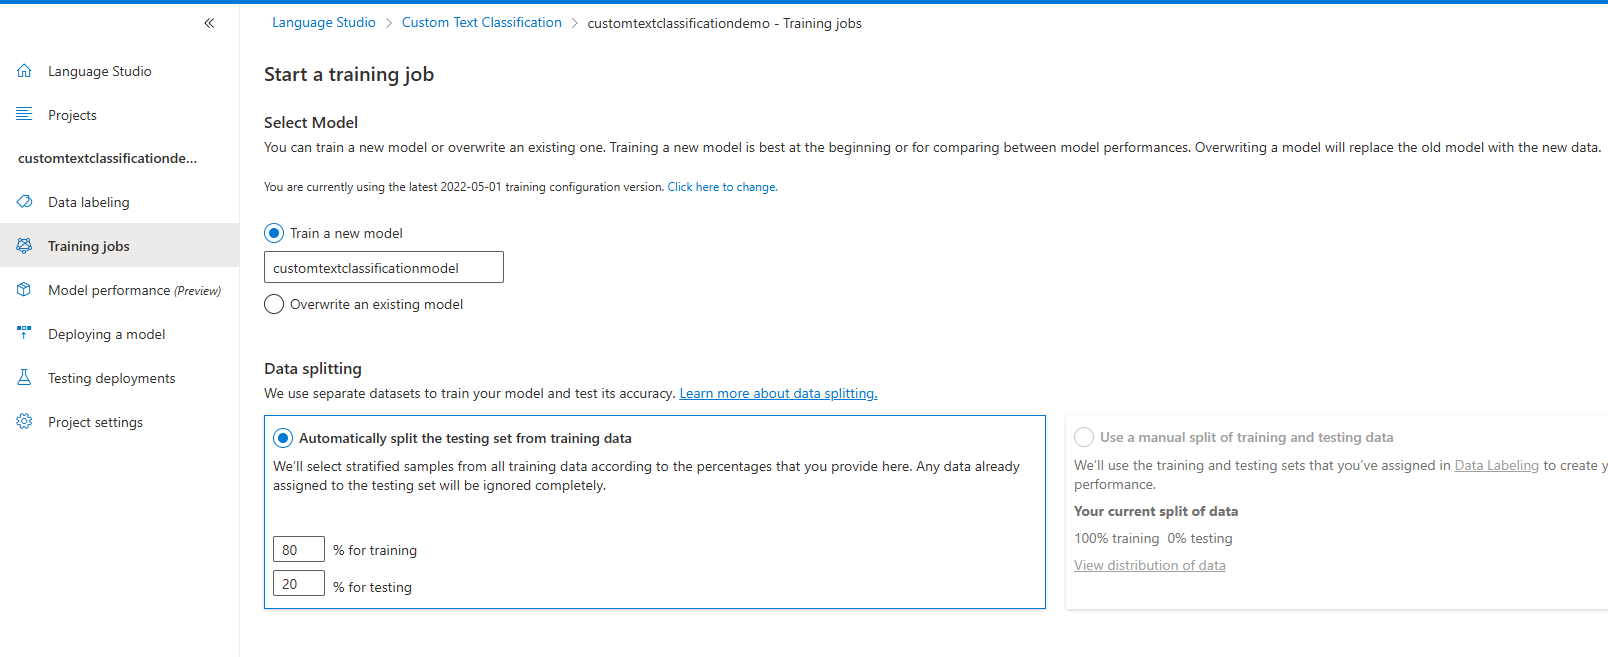 Language Studio > Custom Text Classification > customtextclassificationdemo - Training jobs
Language Studio
Projects
customtextclassificationde...
Data labeling
Training jobs
Model performance (Preview)
Deploying a model
Testing deployments
Project settings
Start a training job
Select Model
You can train a new model or overwrite an existing one. Training a new model is best at the beginning or for comparing between model performances. Overwriting a model will replace the old model with the new data.
You are currently using the latest 2022-05-01 training configuration version. Click here to change.
Train a new model
customtextclassificationmodel
Overwrite an existing model
Data splitting
We use separate datasets to train your model and test its accuracy. Learn more about data splitting.
Automatically split the testing set from training data
We'll select stratified samples from all training data according to the percentages that you provide here. Any data already
assigned to the testing set will be ignored completely.
80 % for training
20 % for testing
Use a manual split of training and testing data
We'll use the training and testing sets that you've assigned in Data Labeling to create y
performance.
Your current split of data
100% training 0% testing
View distribution of data